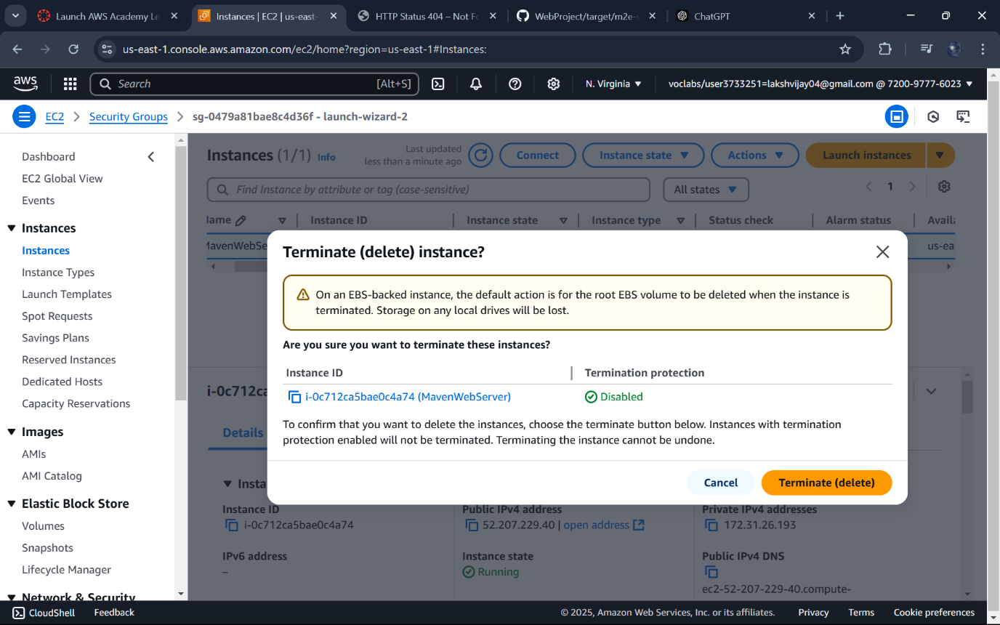 Launch AWS Academy Le
Instances | EC2 | us-east-
HTTP Status 404 – Not Fo
WebProject/target/m2e-
ChatGPT
us-east-1.console.aws.amazon.com/ec2/home?region=us-east-1#Instances:
aws
Search
[Alt+S]
N. Virginia
voclabs/user3733251=lakshvijay04@gmail.com @ 7200-9777-6023
EC2
Security Groups
sg-0479a81bae8c4d36f - launch-wizard-2
Dashboard
EC2 Global View
Events
Instances
Instances
Instance Types
Launch Templates
Spot Requests
Savings Plans
Reserved Instances
Dedicated Hosts
Capacity Reservations
Images
AMIs
AMI Catalog
Elastic Block Store
Volumes
Snapshots
Lifecycle Manager
Network & Security
Instances (1/1) Info
Last updated
less than a minute ago
Connect
Instance state
Actions
Launch instances
Find Instance by attribute or tag (case-sensitive)
All states
1
lame
Instance ID
Instance state
Instance type
Status check
Alarm status
Availa
MavenWebSe
us-ea
Terminate (delete) instance?
On an EBS-backed instance, the default action is for the root EBS volume to be deleted when the instance is
terminated. Storage on any local drives will be lost.
Are you sure you want to terminate these instances?
Instance ID
Termination protection
i-0c712ca5bae0c4a74 (MavenWebServer)
Disabled
To confirm that you want to delete the instances, choose the terminate button below. Instances with termination
protection enabled will not be terminated. Terminating the instance cannot be undone.
Cancel
Terminate (delete)
i-0c712ca
Details
Insta
Instance ID
i-0c712ca5bae0c4a74
Public IPv4 address
52.207.229.40 | open address
Private IPv4 addresses
172.31.26.193
IPv6 address
–
Instance state
Running
Public IPv4 DNS
ec2-52-207-229-40.compute-
CloudShell
Feedback
© 2025, Amazon Web Services, Inc. or its affiliates.
Privacy
Terms
Cookie preferences